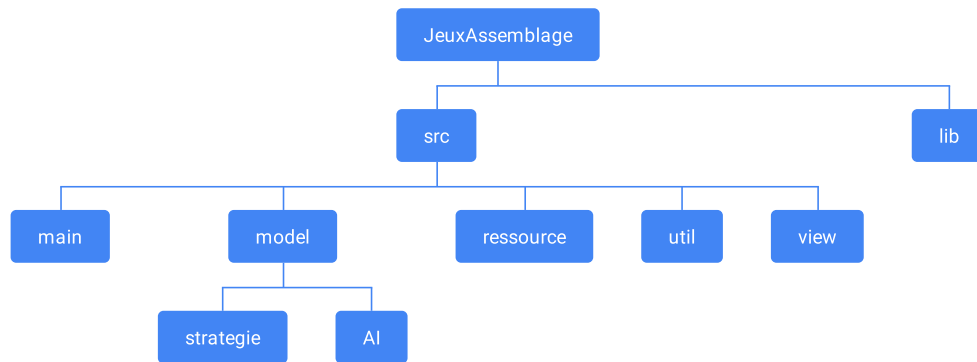 JeuxAssemblage
src
lib
main
model
ressource
util
view
strategie
AI